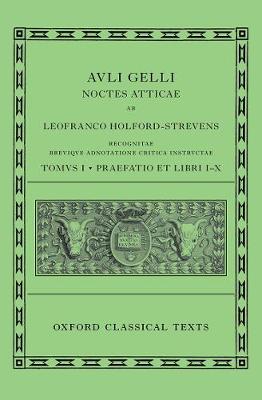 AVLI GELLI
NOCTES ATTICAE
AB
LEOFRANCO HOLFORD-STREVENS
RECOGNITAE
BREVIQVE ADNOTATIONE CRITICA INSTRVCTAE
TOMVS I • PRAEFATIO ET LIBRI I–X
OXFORD CLASSICAL TEXTS